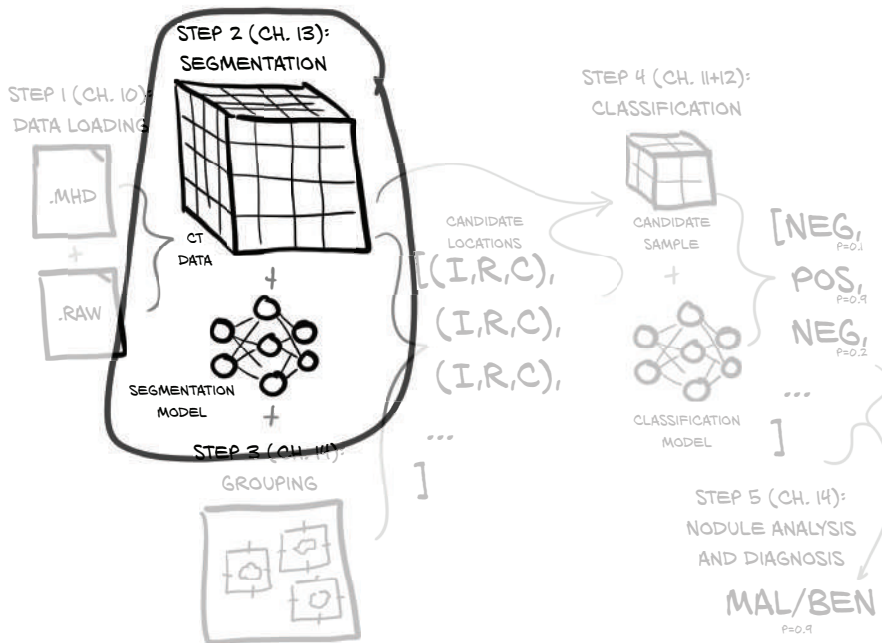 STEP 2 (CH. 13):
SEGMENTATION
STEP 1 (CH. 10):
DATA LOADING
.MHD
+
.RAW
CT
DATA
+
SEGMENTATION
MODEL
+
STEP 3 (CH. 14):
GROUPING
CANDIDATE
LOCATIONS
[(I,R,C),
(I,R,C),
(I,R,C),
...
]
STEP 4 (CH. 11+12):
CLASSIFICATION
CANDIDATE
SAMPLE
+
CLASSIFICATION
MODEL
[NEG,
P=0.1
POS,
P=0.9
NEG,
P=0.2
...
]
STEP 5 (CH. 14):
NODULE ANALYSIS
AND DIAGNOSIS
MAL/BEN
P=0.9